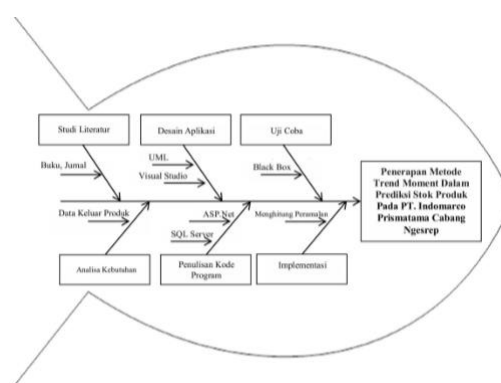 Studi Literatur
Desain Aplikasi
Uji Coba
Buku, Jurnal
UML
Visual Studio
Black Box
Penerapan Metode
Trend Moment Dalam
Prediksi Stok Produk
Pada PT. Indomarco
Prismatama Cabang
Ngesrep
Data Keluar Produk
ASP.Net
SQL Server
Menghitung Peramalan
Analisa Kebutuhan
Penulisan Kode
Program
Implementasi